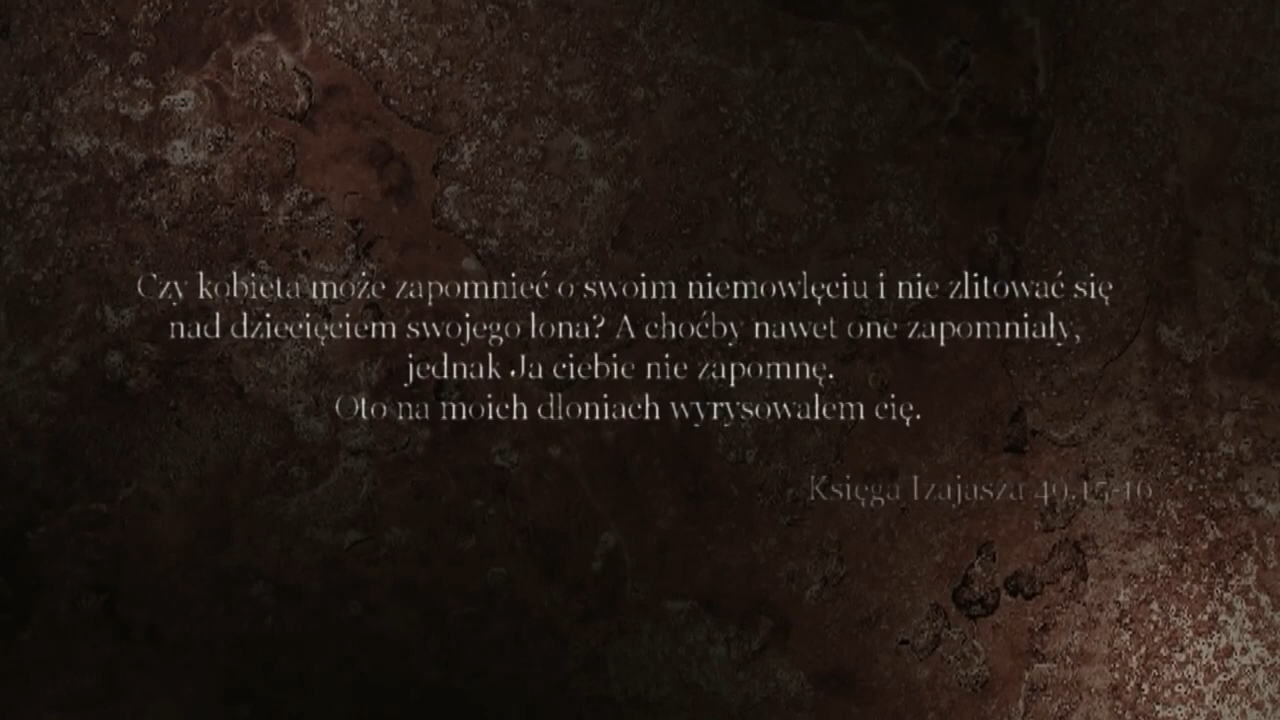 Czy kobieta może zapomnieć o swoim niemowlęciu i nie zlitować się
nad dziecięciem swojego łona? A choćby nawet one zapomniały,
jednak Ja ciebie nie zapomnę.
Oto na moich dłoniach wyrysowałem cię.
Księga Izajasza 49.15-16